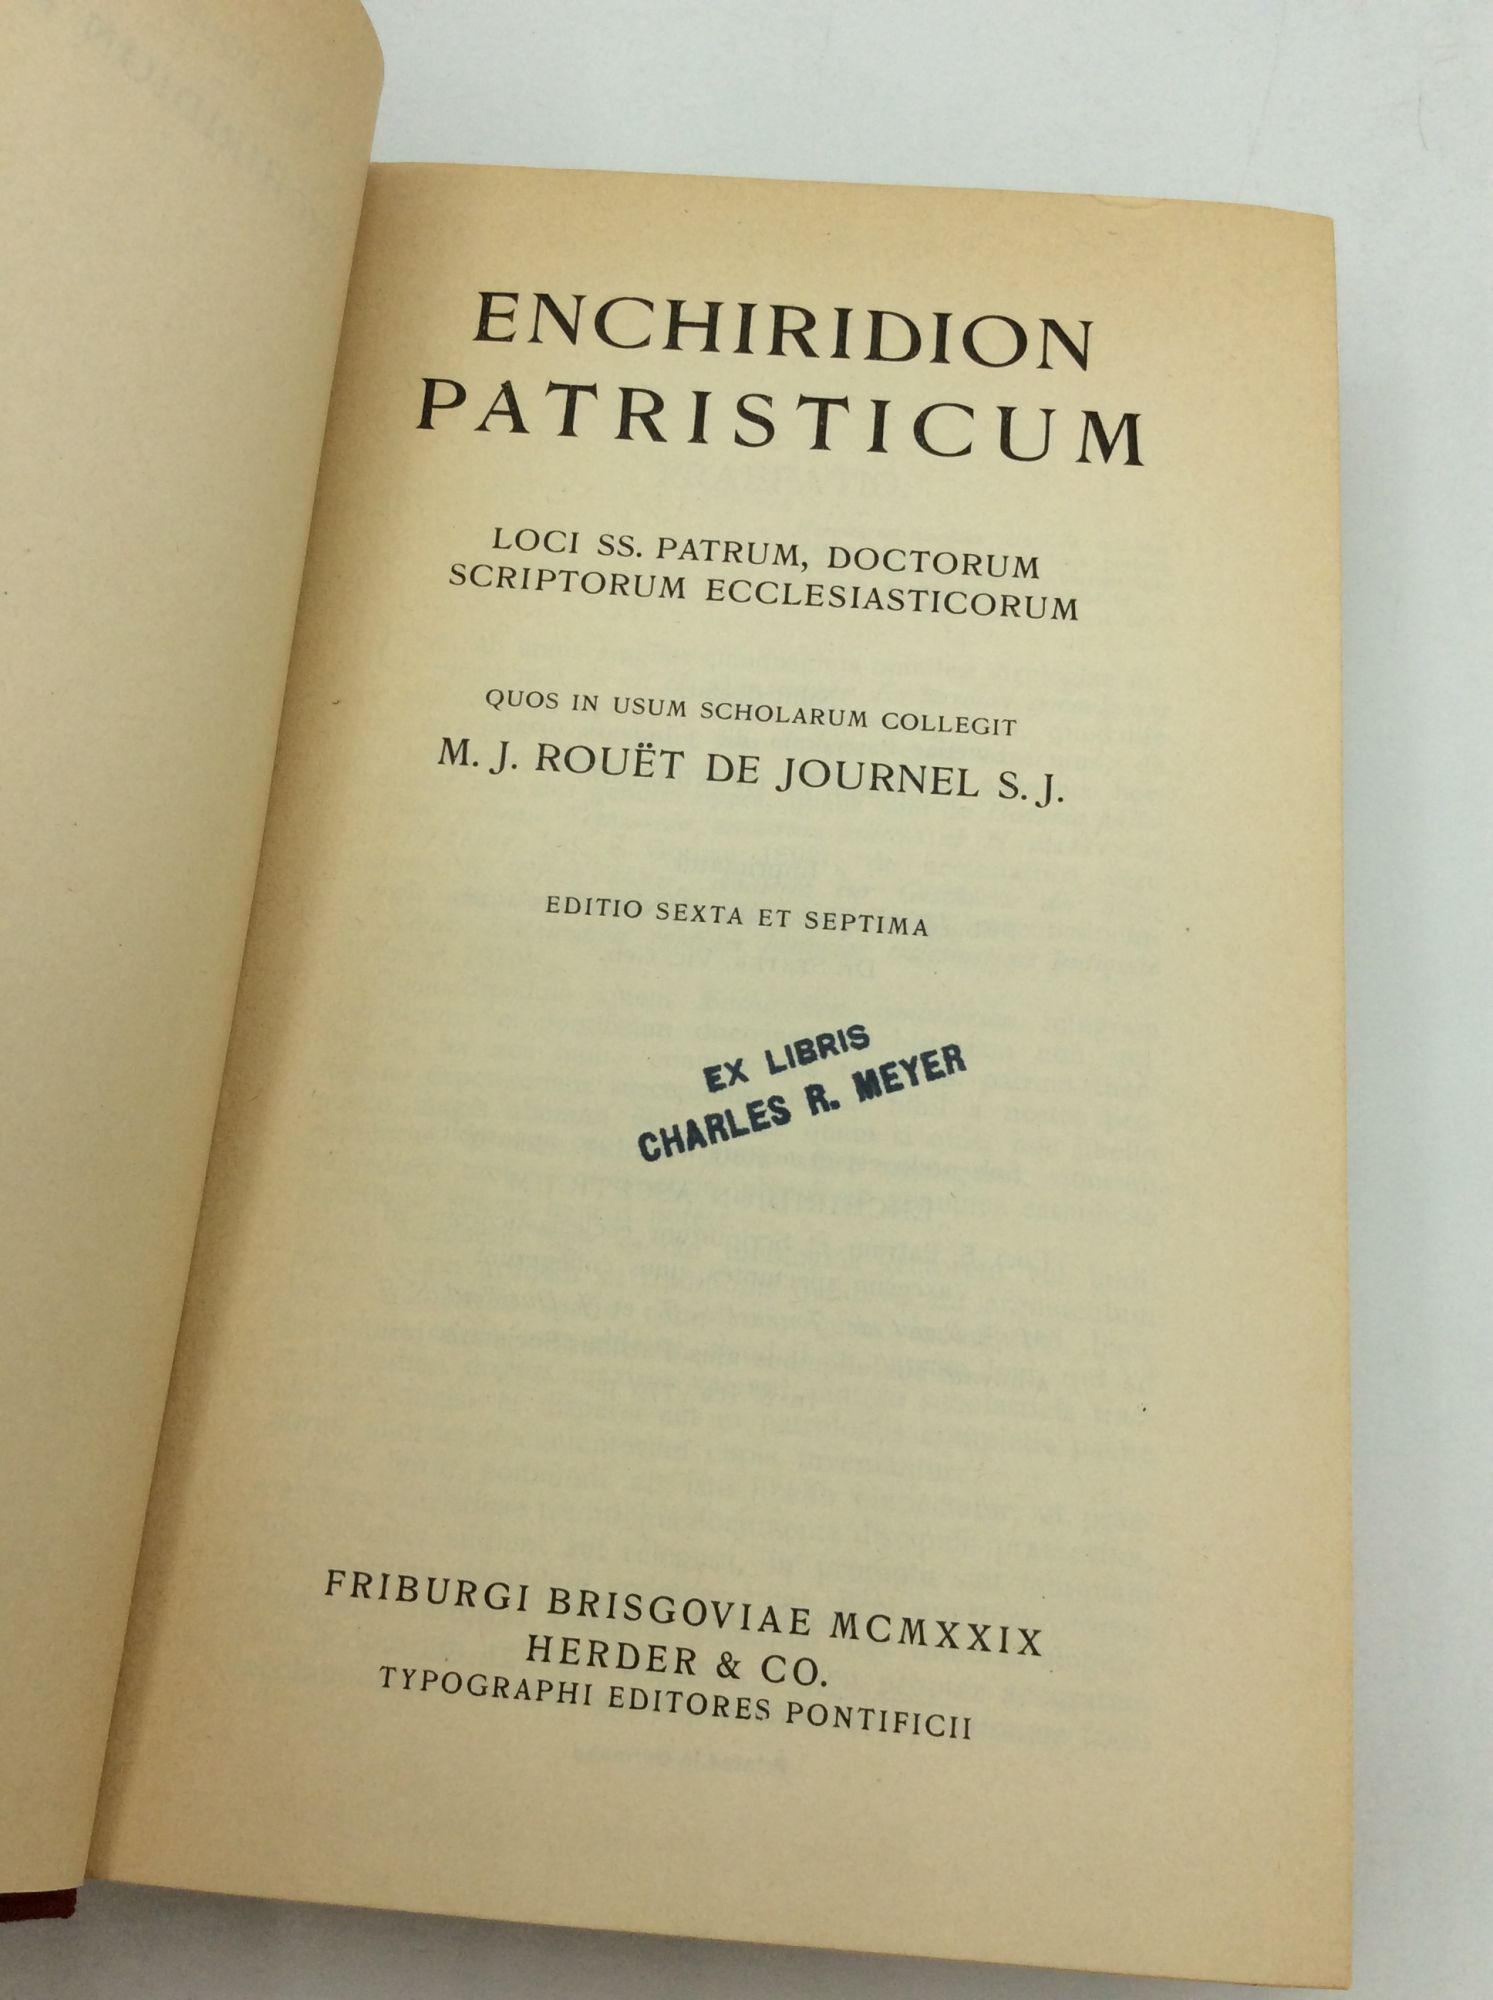 ENCHIRIDION
PATRISTICUM
LOCI SS. PATRUM, DOCTORUM
SCRIPTORUM ECCLESIASTICORUM
QUOS IN USUM SCHOLARUM COLLEGIT
M. J. ROUËT DE JOURNEL S. J.
EDITIO SEXTA ET SEPTIMA
EX LIBRIS
CHARLES R. MEYER
FRIBURGI BRISGOVIAE MCMXXIX
HERDER & CO.
TYPOGRAPHI EDITORES PONTIFICII